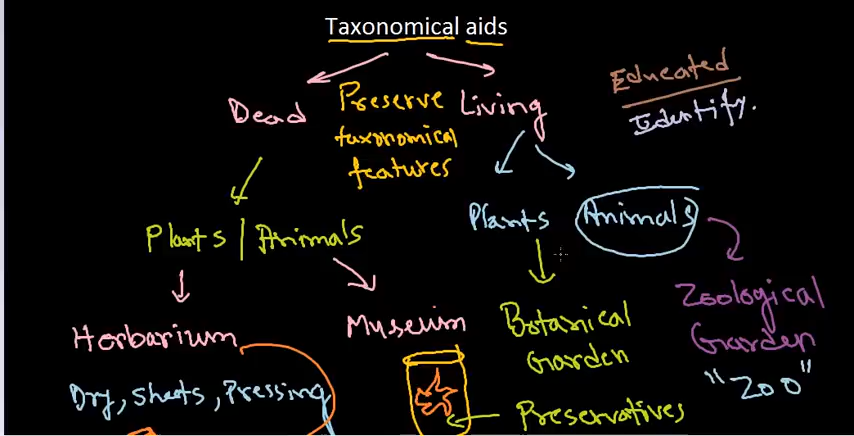 Taxonomical aids
Dead
Preserve
taxonomical
features
Living
Educated
Identify.
Plants | Animals
Plants
Animals
Herbarium
Museum
Botanical
Garden
Zoological
Garden
"Zoo"
Dry, Sheets, Pressing
Preservatives